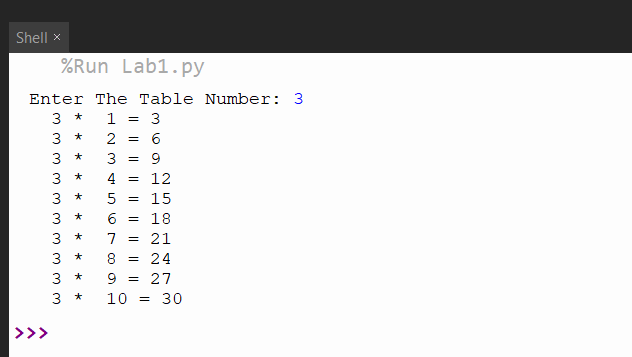 Shell ×
%Run Lab1.py
Enter The Table Number: 3
3 * 1 = 3
3 * 2 = 6
3 * 3 = 9
3 * 4 = 12
3 * 5 = 15
3 * 6 = 18
3 * 7 = 21
3 * 8 = 24
3 * 9 = 27
3 * 10 = 30
>>>